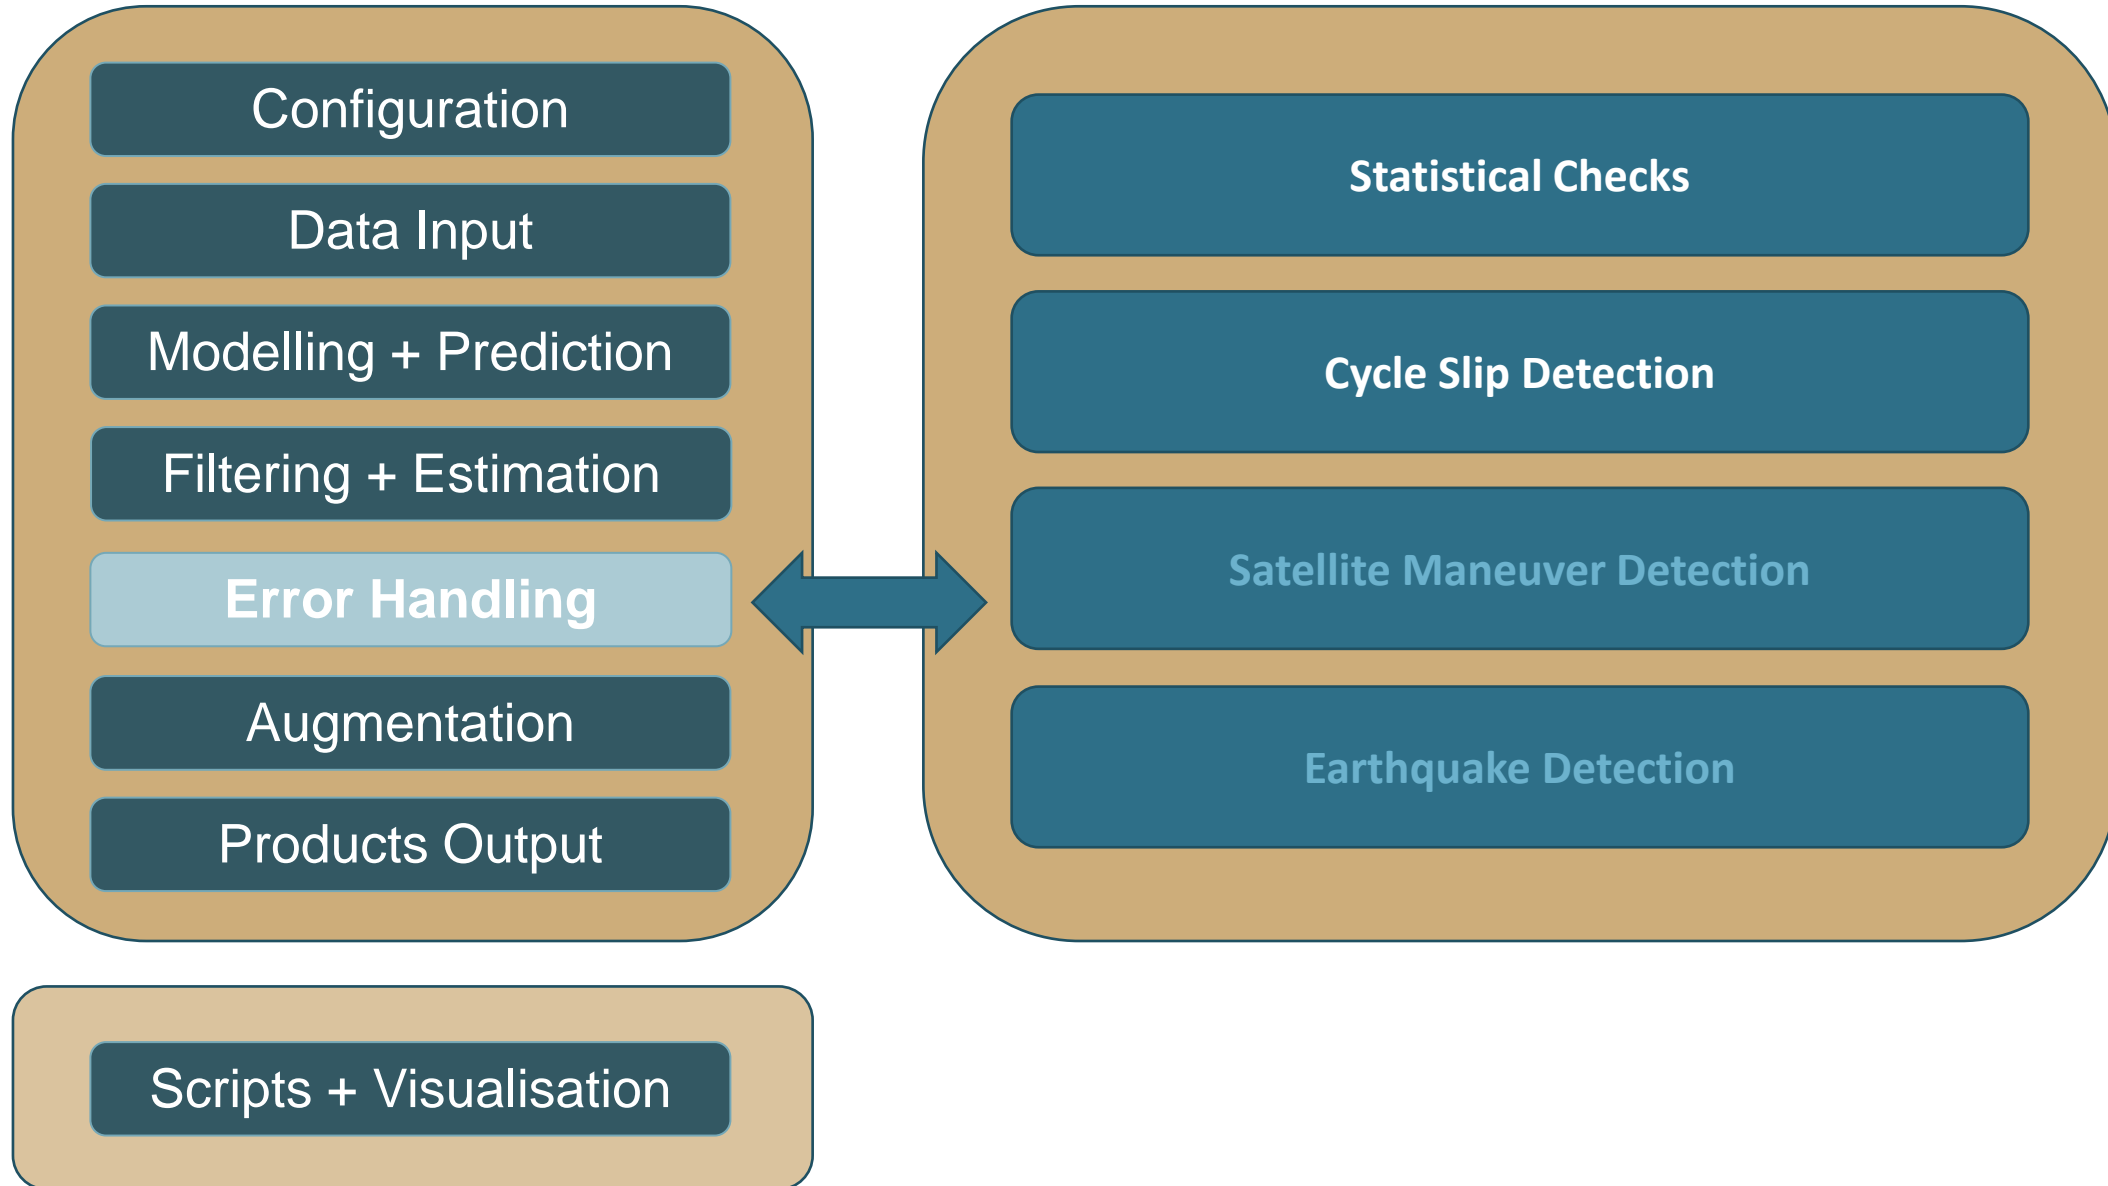 Configuration
Data Input
Modelling + Prediction
Filtering + Estimation
Error Handling
Augmentation
Products Output
Scripts + Visualisation
Statistical Checks
Cycle Slip Detection
Satellite Maneuver Detection
Earthquake Detection